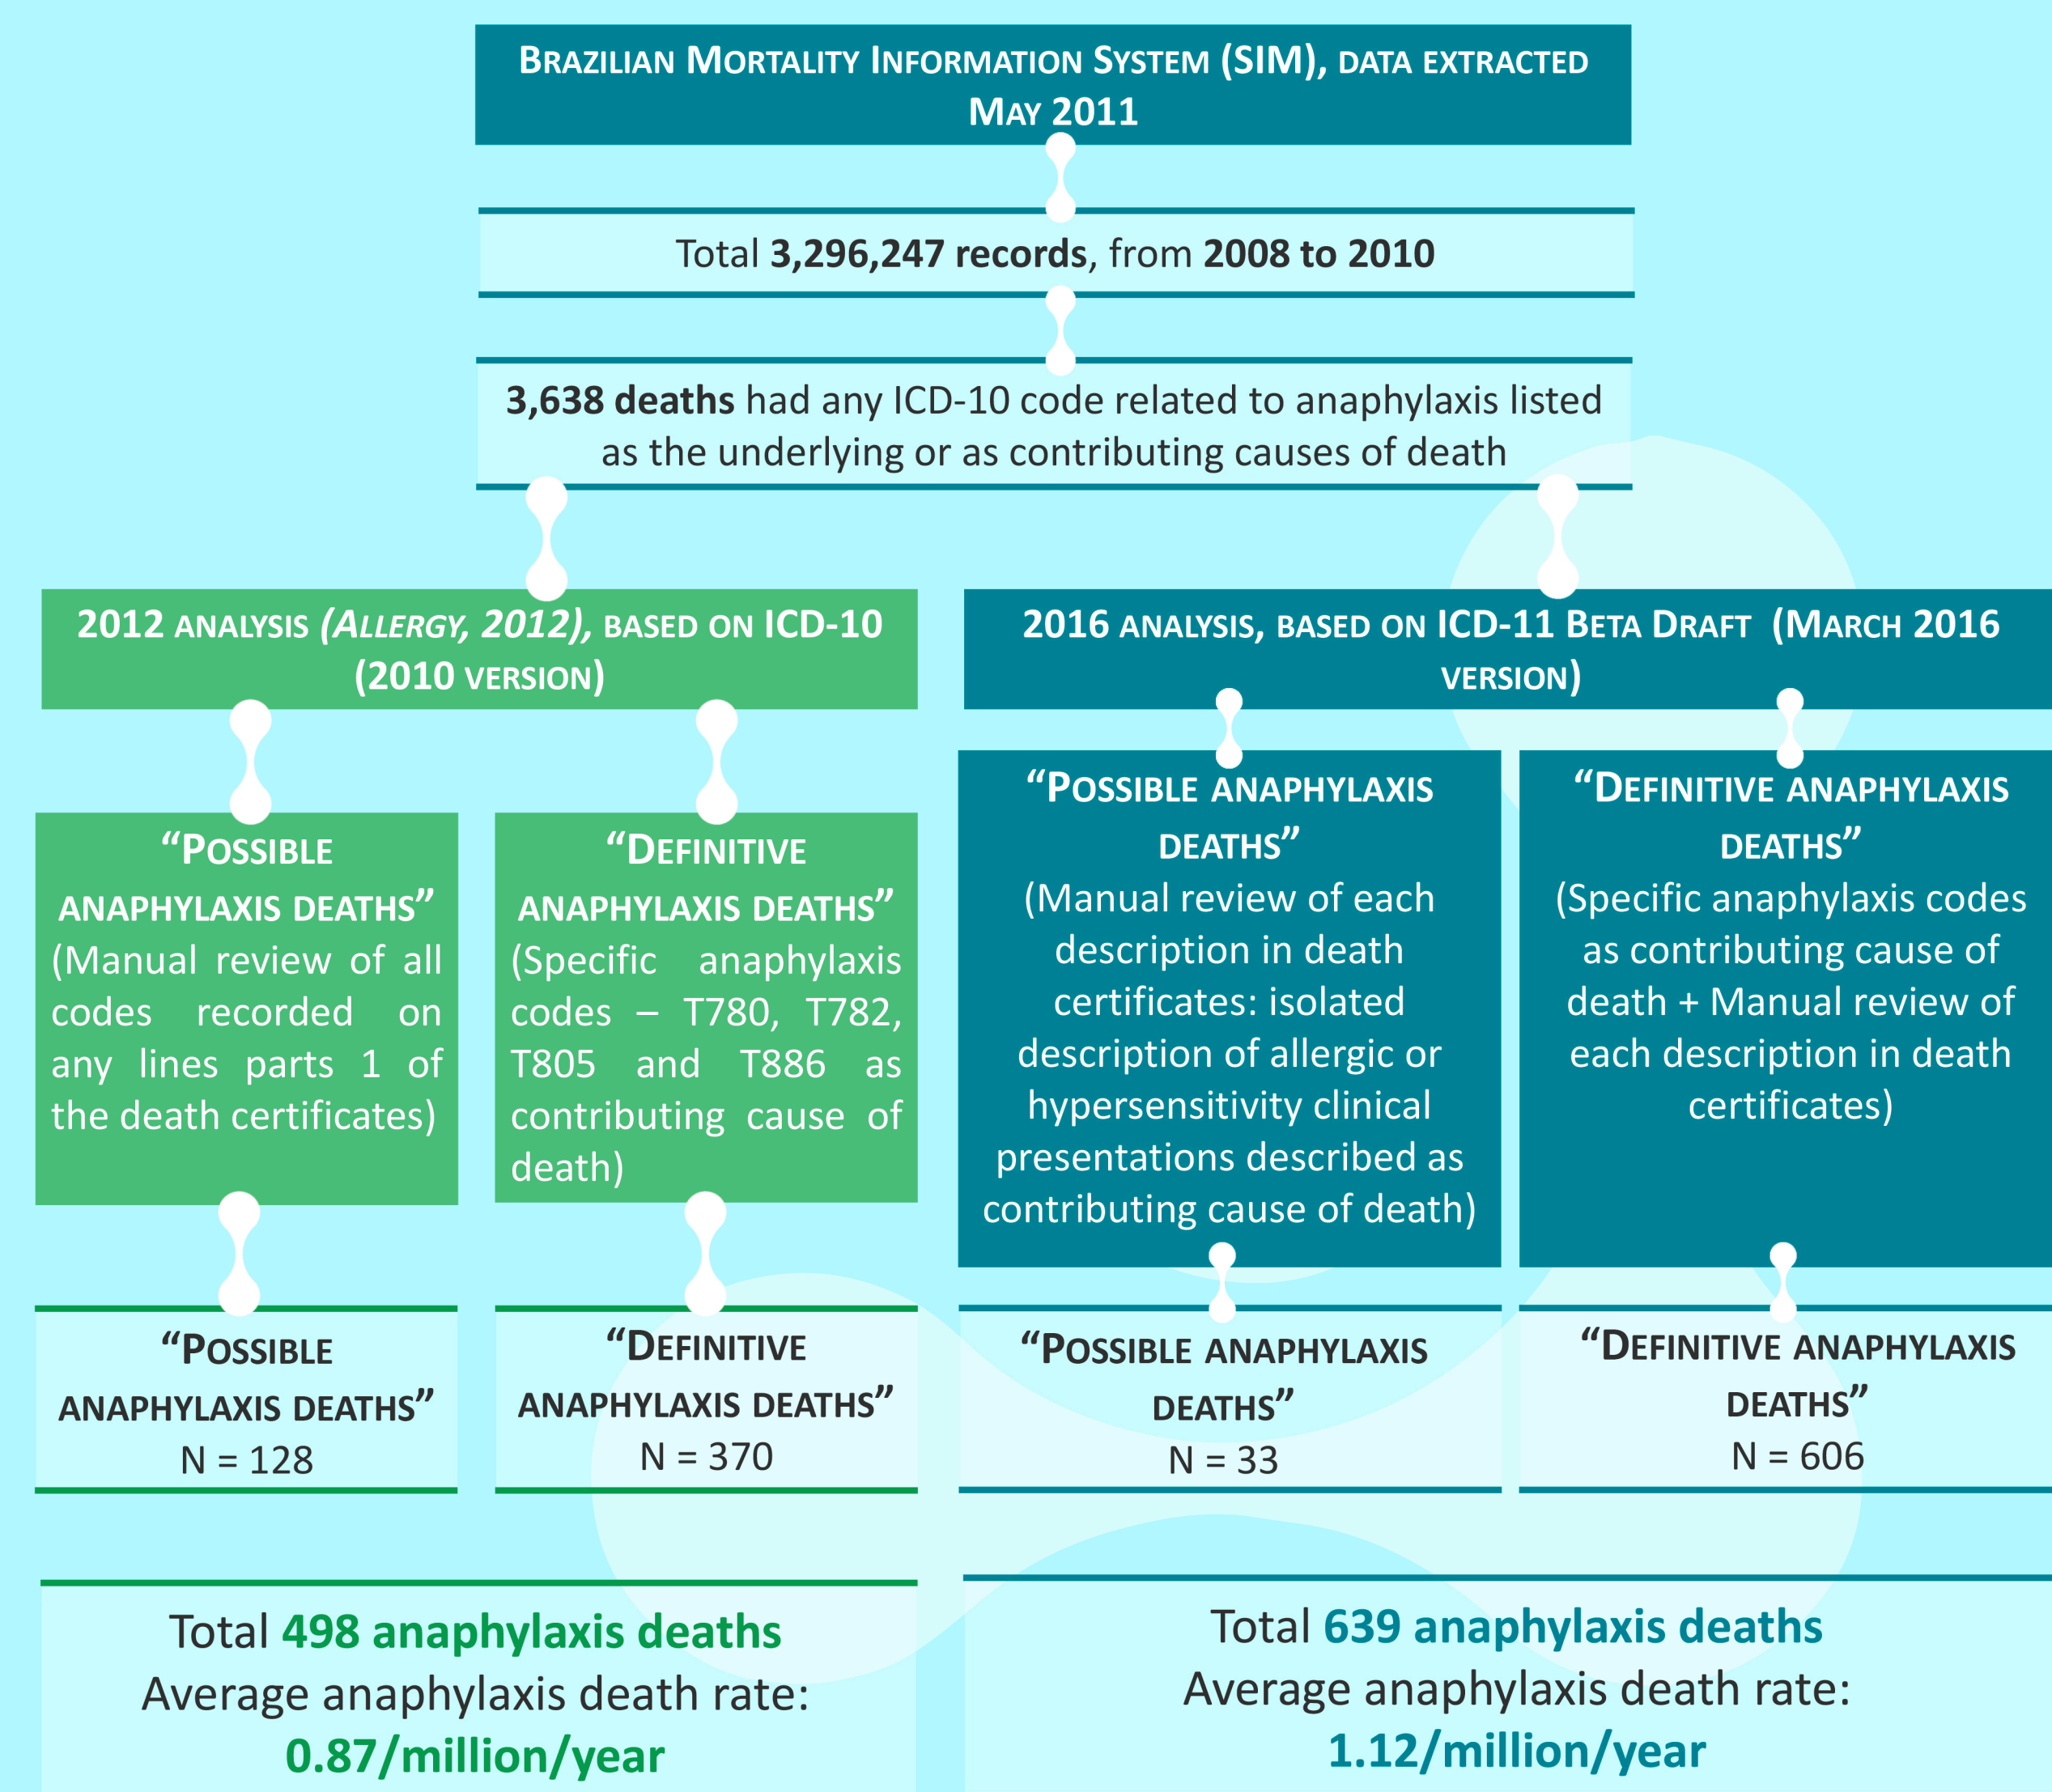 BRAZILIAN MORTALITY INFORMATION SYSTEM (SIM), DATA EXTRACTED
MAY 2011
Total 3,296,247 records, from 2008 to 2010
3,638 deaths had any ICD-10 code related to anaphylaxis listed
as the underlying or as contributing causes of death
2012 ANALYSIS (ALLERGY, 2012), BASED ON ICD-10
(2010 VERSION)
“POSSIBLE
ANAPHYLAXIS DEATHS”
(Manual review of all
codes recorded on
any lines parts 1 of
the death certificates)
“DEFINITIVE
ANAPHYLAXIS DEATHS”
(Specific anaphylaxis
codes – T780, T782,
T805 and T886 as
contributing cause of
death)
“POSSIBLE
ANAPHYLAXIS DEATHS”
N = 128
“DEFINITIVE
ANAPHYLAXIS DEATHS”
N = 370
Total 498 anaphylaxis deaths
Average anaphylaxis death rate:
0.87/million/year
2016 ANALYSIS, BASED ON ICD-11 BETA DRAFT (MARCH 2016
VERSION)
“POSSIBLE ANAPHYLAXIS
DEATHS”
(Manual review of each
description in death
certificates: isolated
description of allergic or
hypersensitivity clinical
presentations described as
contributing cause of death)
“DEFINITIVE ANAPHYLAXIS
DEATHS”
(Specific anaphylaxis codes
as contributing cause of
death + Manual review of
each description in death
certificates)
“POSSIBLE ANAPHYLAXIS
DEATHS”
N = 33
“DEFINITIVE ANAPHYLAXIS
DEATHS”
N = 606
Total 639 anaphylaxis deaths
Average anaphylaxis death rate:
1.12/million/year